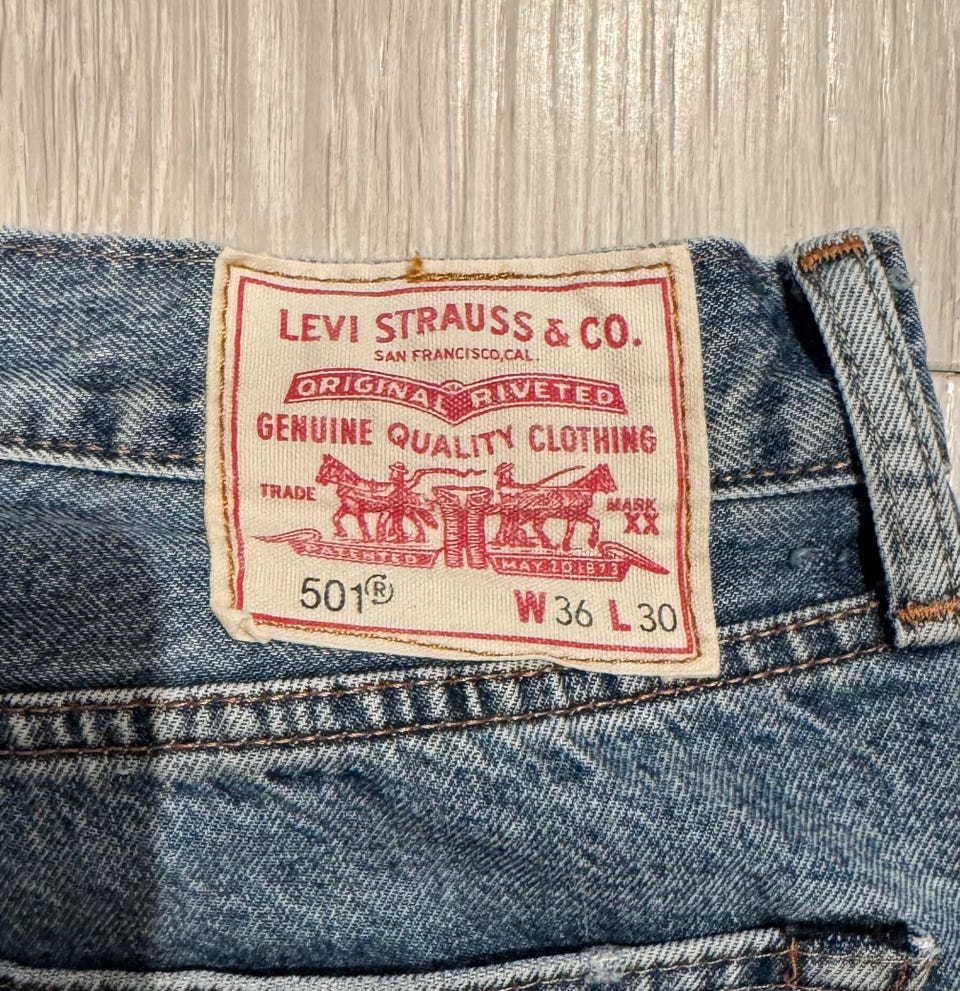 LEVI STRAUSS & CO.
SAN FRANCISCO, CAL.
ORIGINAL RIVETED
GENUINE QUALITY CLOTHING
TRADE MARK
XX
PATENTED MAY 20 1873
501® W 36 L 30